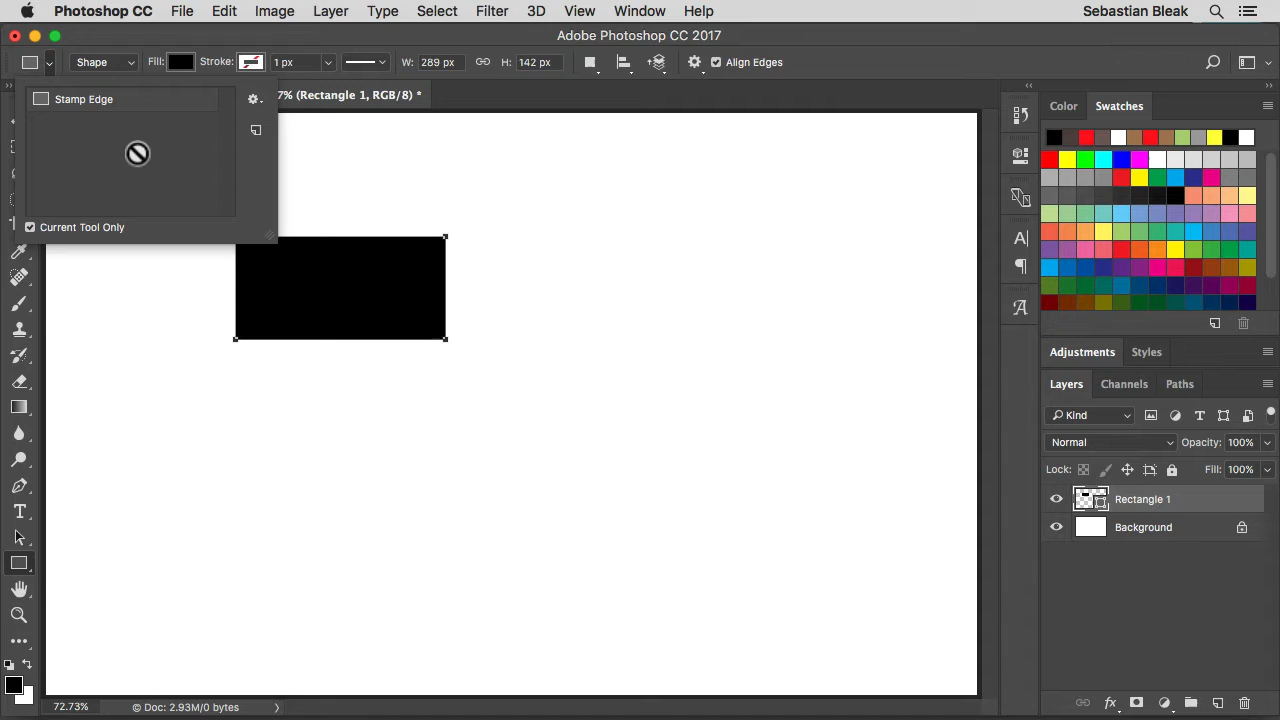 Photoshop CC File Edit Image Layer Type Select Filter 3D View Window Help Sebastian Bleak
Adobe Photoshop CC 2017
Shape Fill: Stroke: 1 px W: 289 px H: 142 px Align Edges
7% (Rectangle 1, RGB/8) *
Stamp Edge
Current Tool Only
Color Swatches
Adjustments Styles
Layers Channels Paths
Kind
Normal Opacity: 100%
Lock: Fill: 100%
Rectangle 1
Background
72.73% Doc: 2.93M/0 bytes